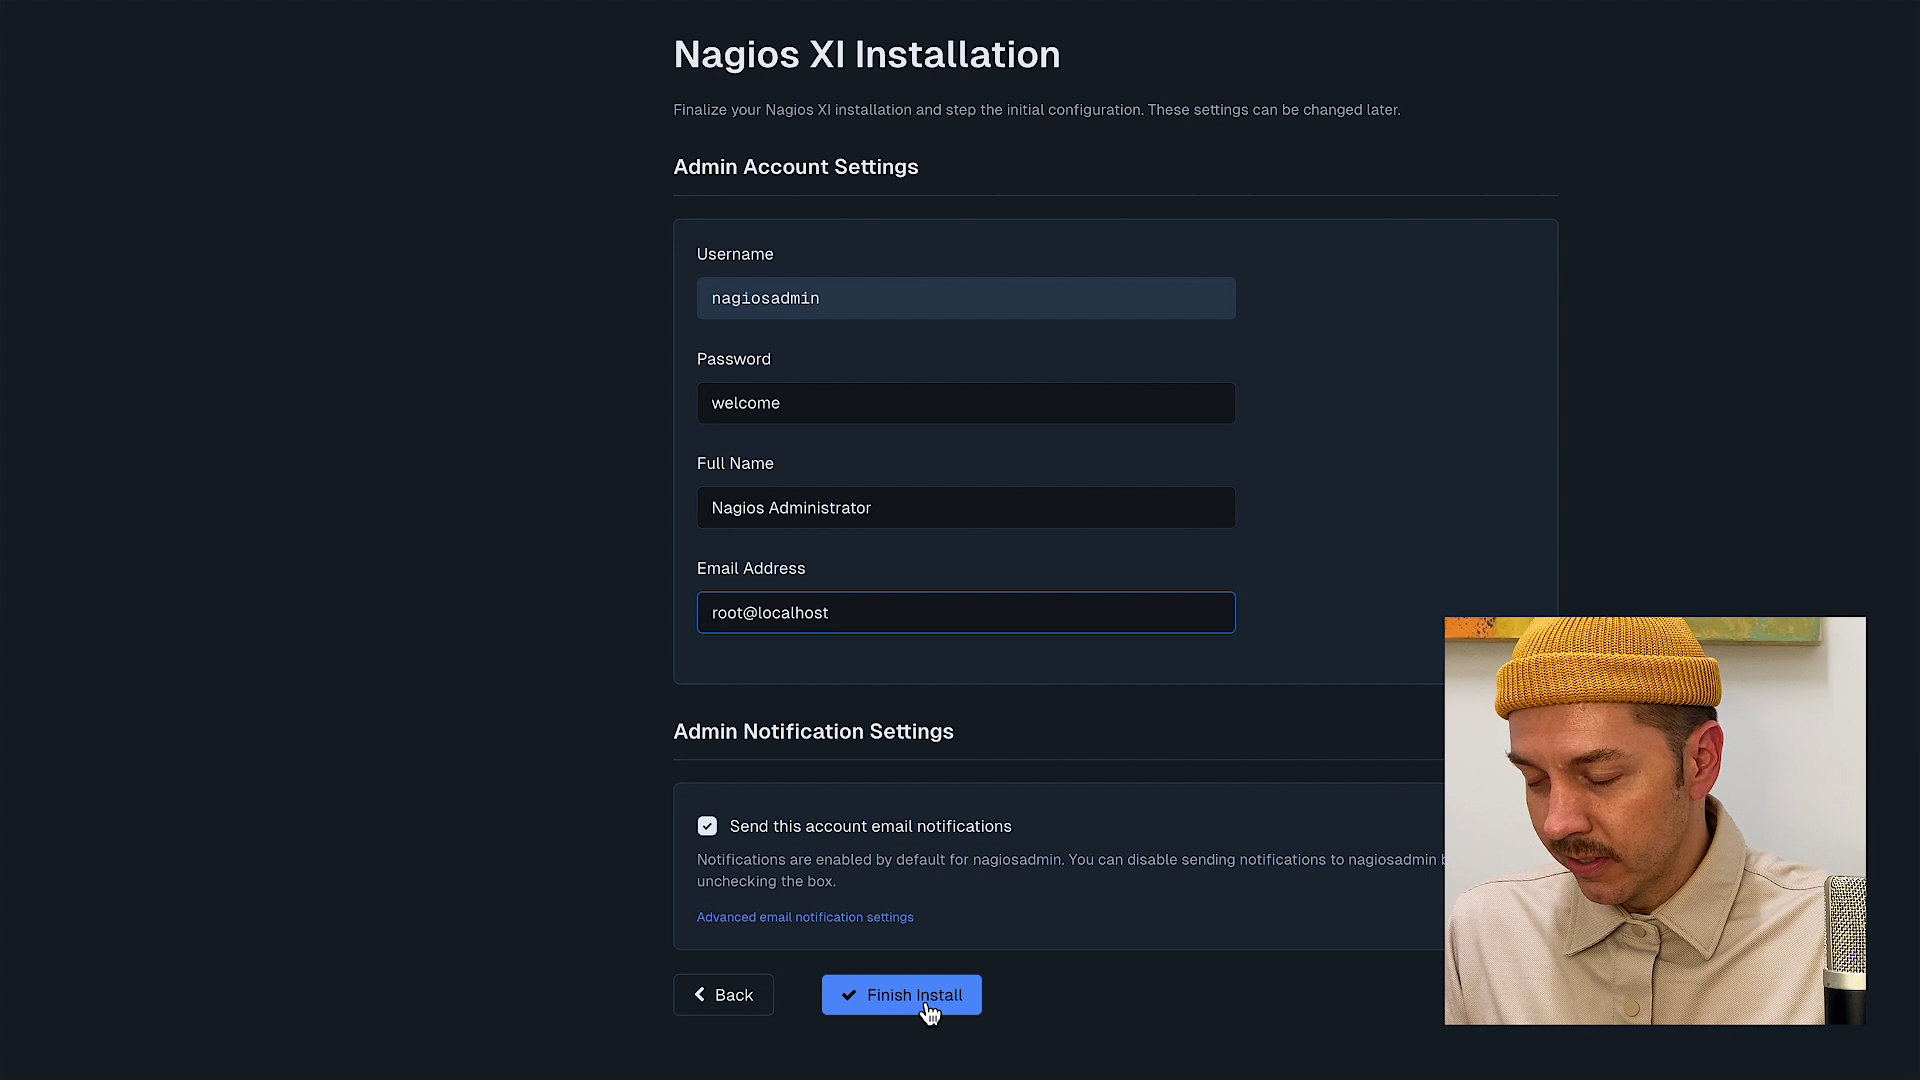 Nagios XI Installation
Finalize your Nagios XI installation and step the initial configuration. These settings can be changed later.
Admin Account Settings
Username
nagiosadmin
Password
welcome
Full Name
Nagios Administrator
Email Address
root@localhost
Admin Notification Settings
Send this account email notifications
Notifications are enabled by default for nagiosadmin. You can disable sending notifications to nagiosadmin
unchecking the box.
Advanced email notification settings
Back
Finish Install